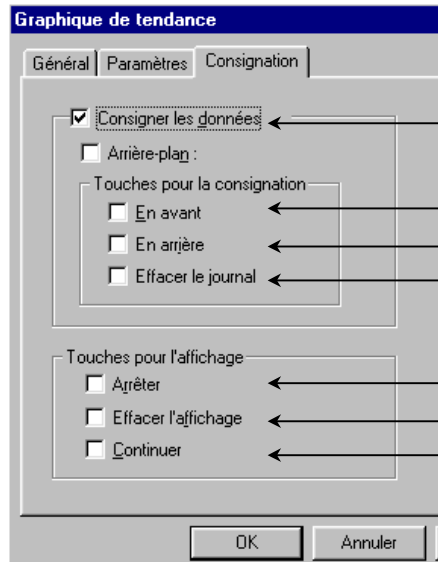 Graphique de tendance
Général Paramètres Consignation
Consigner les données
Arrière-plan :
Touches pour la consignation
En avant
En arrière
Effacer le journal
Touches pour l'affichage
Arrêter
Effacer l'affichage
Continuer
OK Annuler